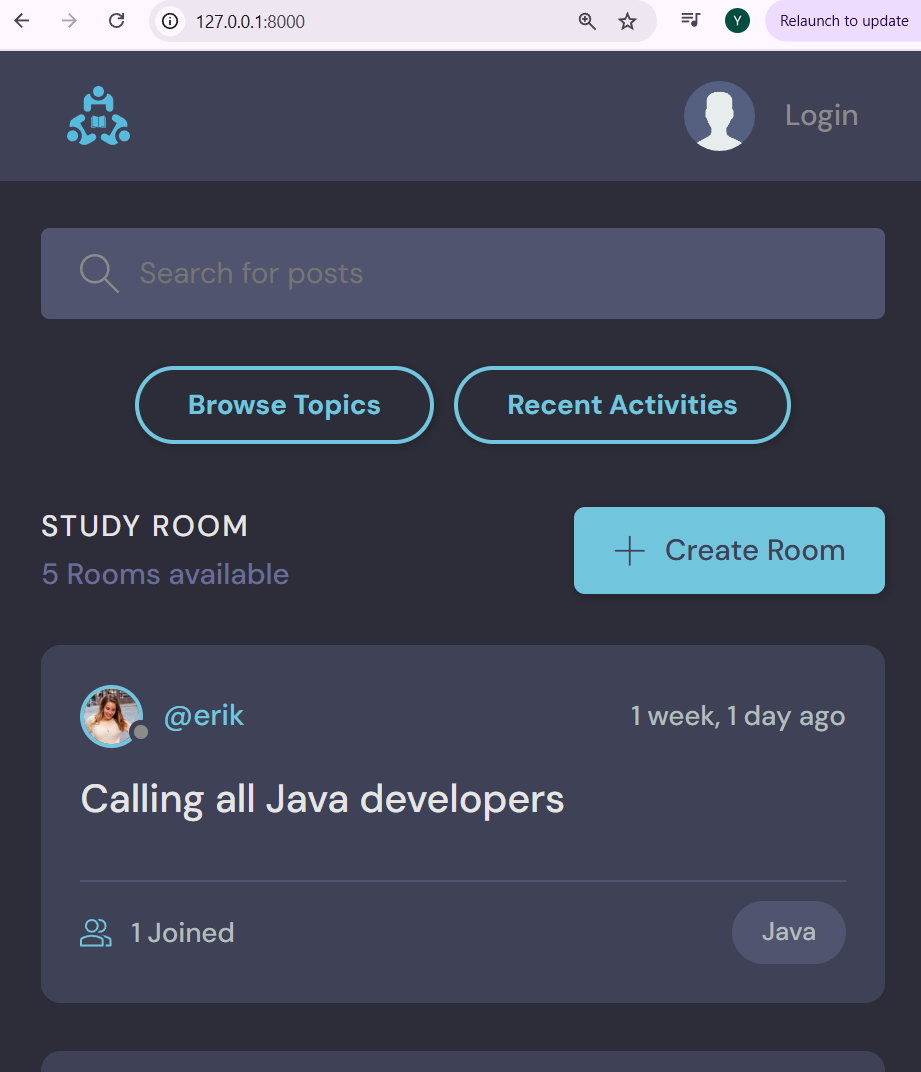 127.0.0.1:8000
Y
Relaunch to update
Login
Search for posts
Browse Topics
Recent Activities
STUDY ROOM
5 Rooms available
Create Room
@erik
1 week, 1 day ago
Calling all Java developers
1 Joined
Java